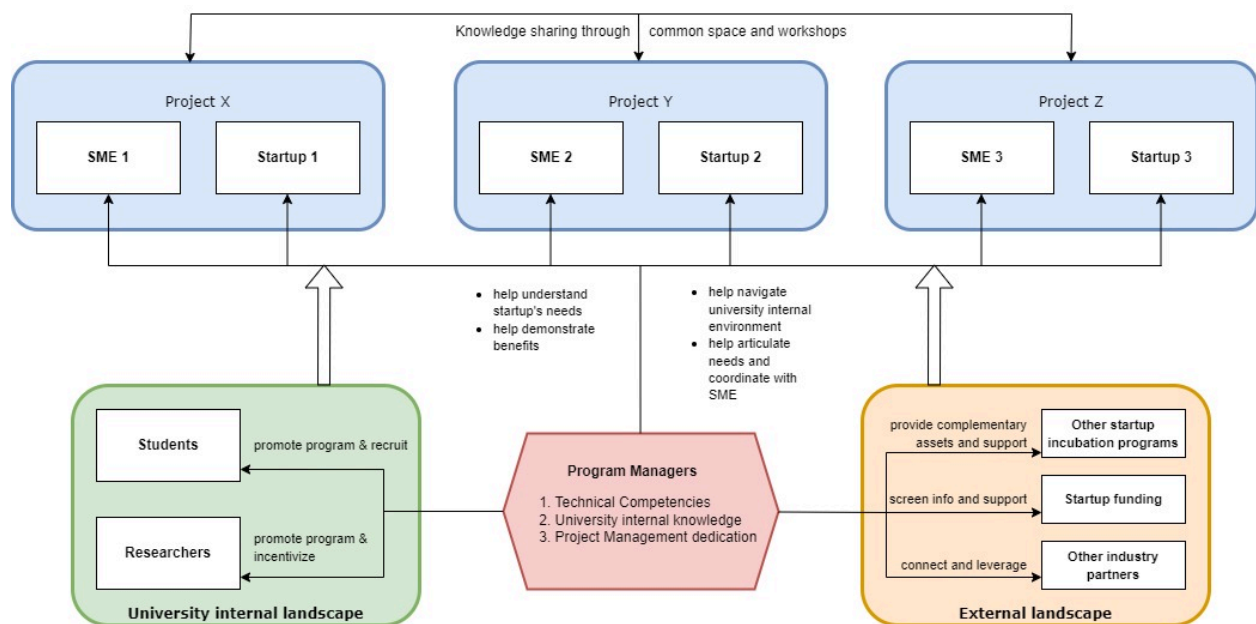 Knowledge sharing through common space and workshops
Project X
SME 1
Startup 1
Project Y
SME 2
Startup 2
Project Z
SME 3
Startup 3
help understand
startup's needs
help demonstrate
benefits
help navigate
university internal
environment
help articulate
needs and
coordinate with
SME
Students
promote program & recruit
Researchers
promote program &
incentivize
University internal landscape
Program Managers
1. Technical Competencies
2. University internal knowledge
3. Project Management dedication
provide complementary
assets and support
Other startup
incubation programs
screen info and support
Startup funding
connect and leverage
Other industry
partners
External landscape